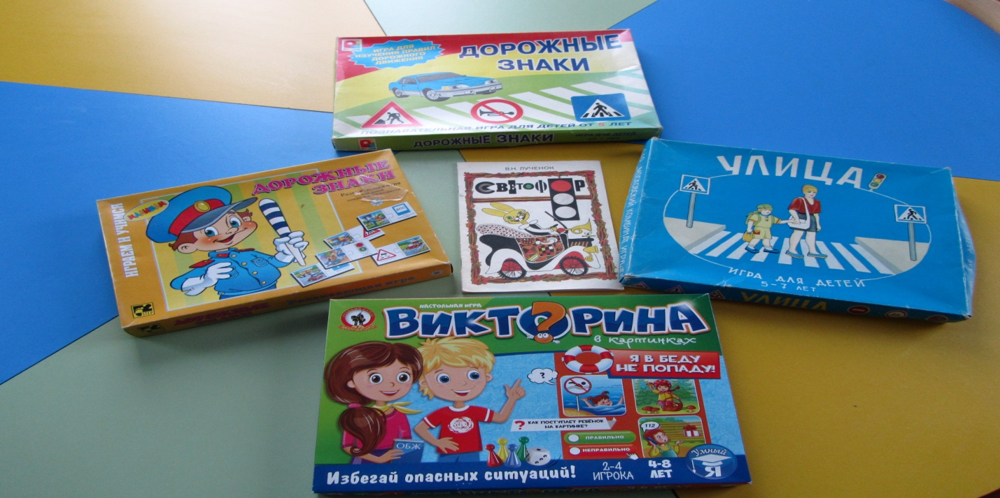 ИГРА ДЛЯ
ИЗУЧЕНИЯ ПРАВИЛ
ДОРОЖНОГО
ДВИЖЕНИЯ
ДОРОЖНЫЕ
ЗНАКИ
ПОЗНАВАТЕЛЬНАЯ ИГРА ДЛЯ ДЕТЕЙ ОТ 5 ЛЕТ
ДОРОЖНЫЕ ЗНАКИ
ИГРАЕМ И УЧИМСЯ
ДОРОЖНЫЕ
ЗНАКИ
В.Н. ЛУЧЕНОК
СВЕТОФОР
УЛИЦА
ИГРА ДЛЯ ДЕТЕЙ
5-7 ЛЕТ
УЛИЦА
НАСТОЛЬНАЯ ИГРА
ВИКТОРИНА
в картинках
Я В БЕДУ
НЕ ПОПАДУ!
?
? КАК ПОСТУПАЕТ РЕБЁНОК
НА КАРТИНКЕ?
ПРАВИЛЬНО
НЕПРАВИЛЬНО
112
ОБЖ
Избегай опасных ситуаций!
2-4
ИГРОКА
4-8
ЛЕТ
Умный
Я